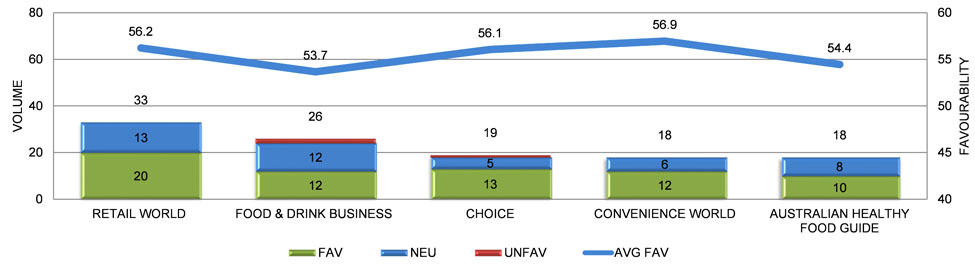 80
60
56.2
53.7
56.1
56.9
54.4
60
55
50
45
40
VOLUME
FAVOURABILITY
60
40
20
0
33
26
19
18
18
13
12
5
6
8
20
12
13
12
10
RETAIL WORLD
FOOD & DRINK BUSINESS
CHOICE
CONVENIENCE WORLD
AUSTRALIAN HEALTHY
FOOD GUIDE
FAV
NEU
UNFAV
AVG FAV